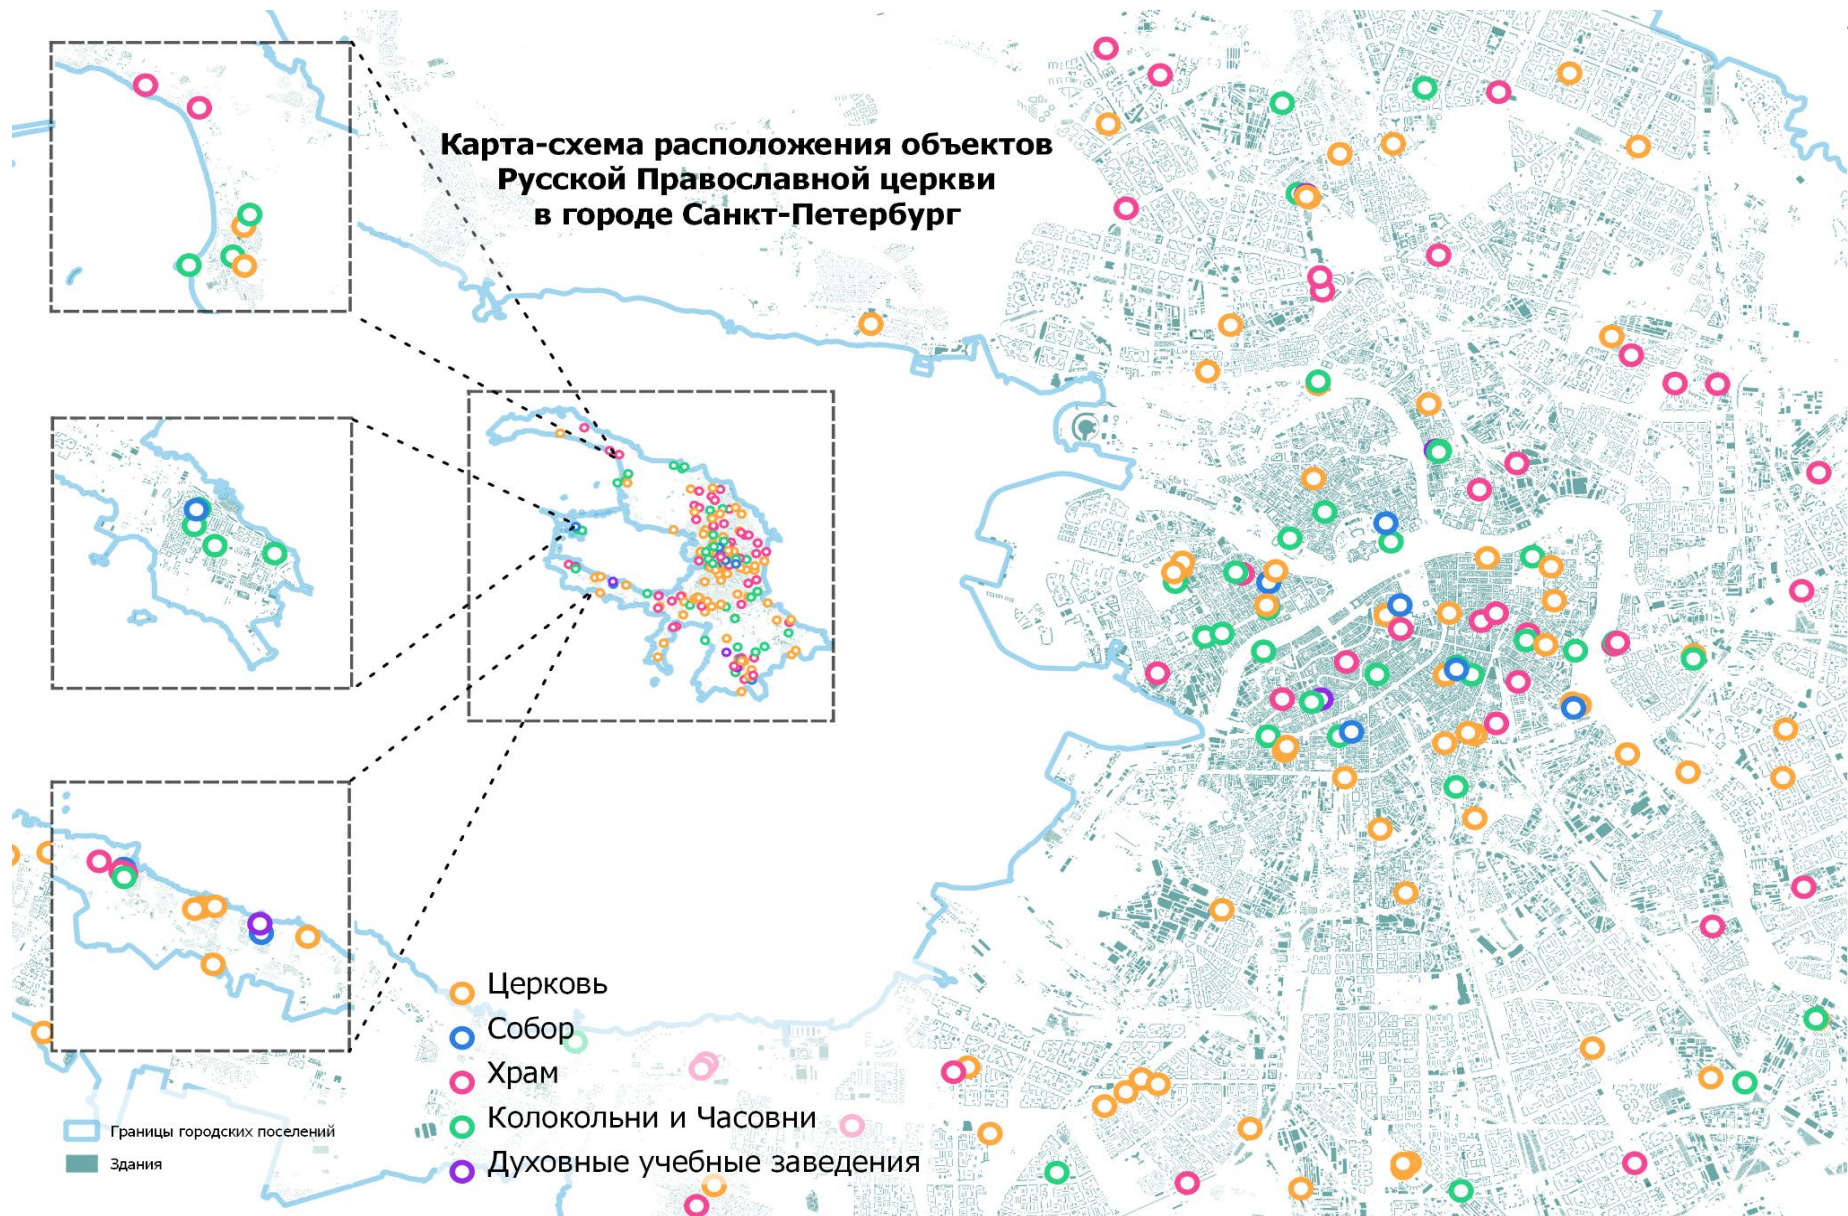 Карта-схема расположения объектов
Русской Православной церкви
в городе Санкт-Петербург
Церковь
Собор
Храм
Колокольни и Часовни
Духовные учебные заведения
Границы городских поселений
Здания